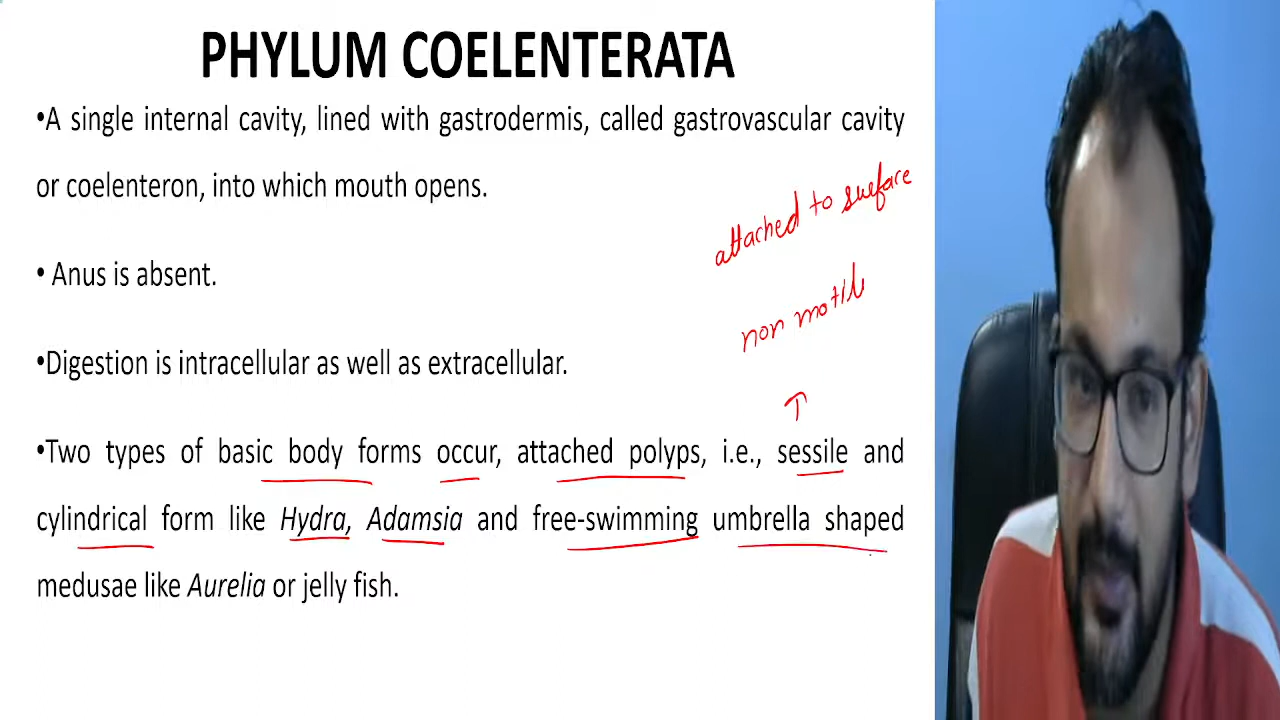 PHYLUM COELENTERATA
•A single internal cavity, lined with gastrodermis, called gastrovascular cavity
or coelenteron, into which mouth opens.
attached to surface
• Anus is absent.
non motile
•Digestion is intracellular as well as extracellular.
•Two types of basic body forms occur, attached polyps, i.e., sessile and
cylindrical form like Hydra, Adamsia and free-swimming umbrella shaped
medusae like Aurelia or jelly fish.